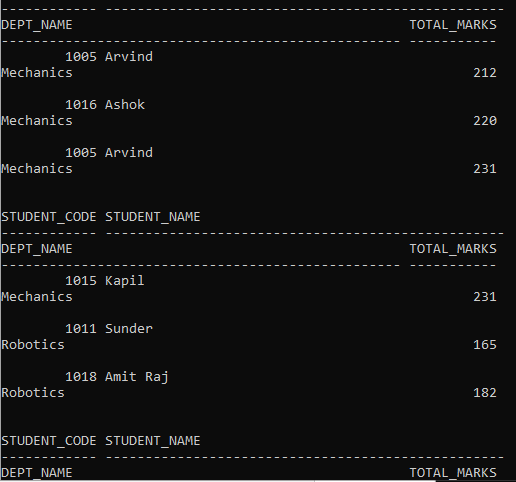 ----------- --------------------------------------------------
DEPT_NAME TOTAL_MARKS
-------------------------------------------------- -----------
1005 Arvind
Mechanics 212
1016 Ashok
Mechanics 220
1005 Arvind
Mechanics 231
STUDENT_CODE STUDENT_NAME
------------ --------------------------------------------------
DEPT_NAME TOTAL_MARKS
-------------------------------------------------- -----------
1015 Kapil
Mechanics 231
1011 Sunder
Robotics 165
1018 Amit Raj
Robotics 182
STUDENT_CODE STUDENT_NAME
------------ --------------------------------------------------
DEPT_NAME TOTAL_MARKS